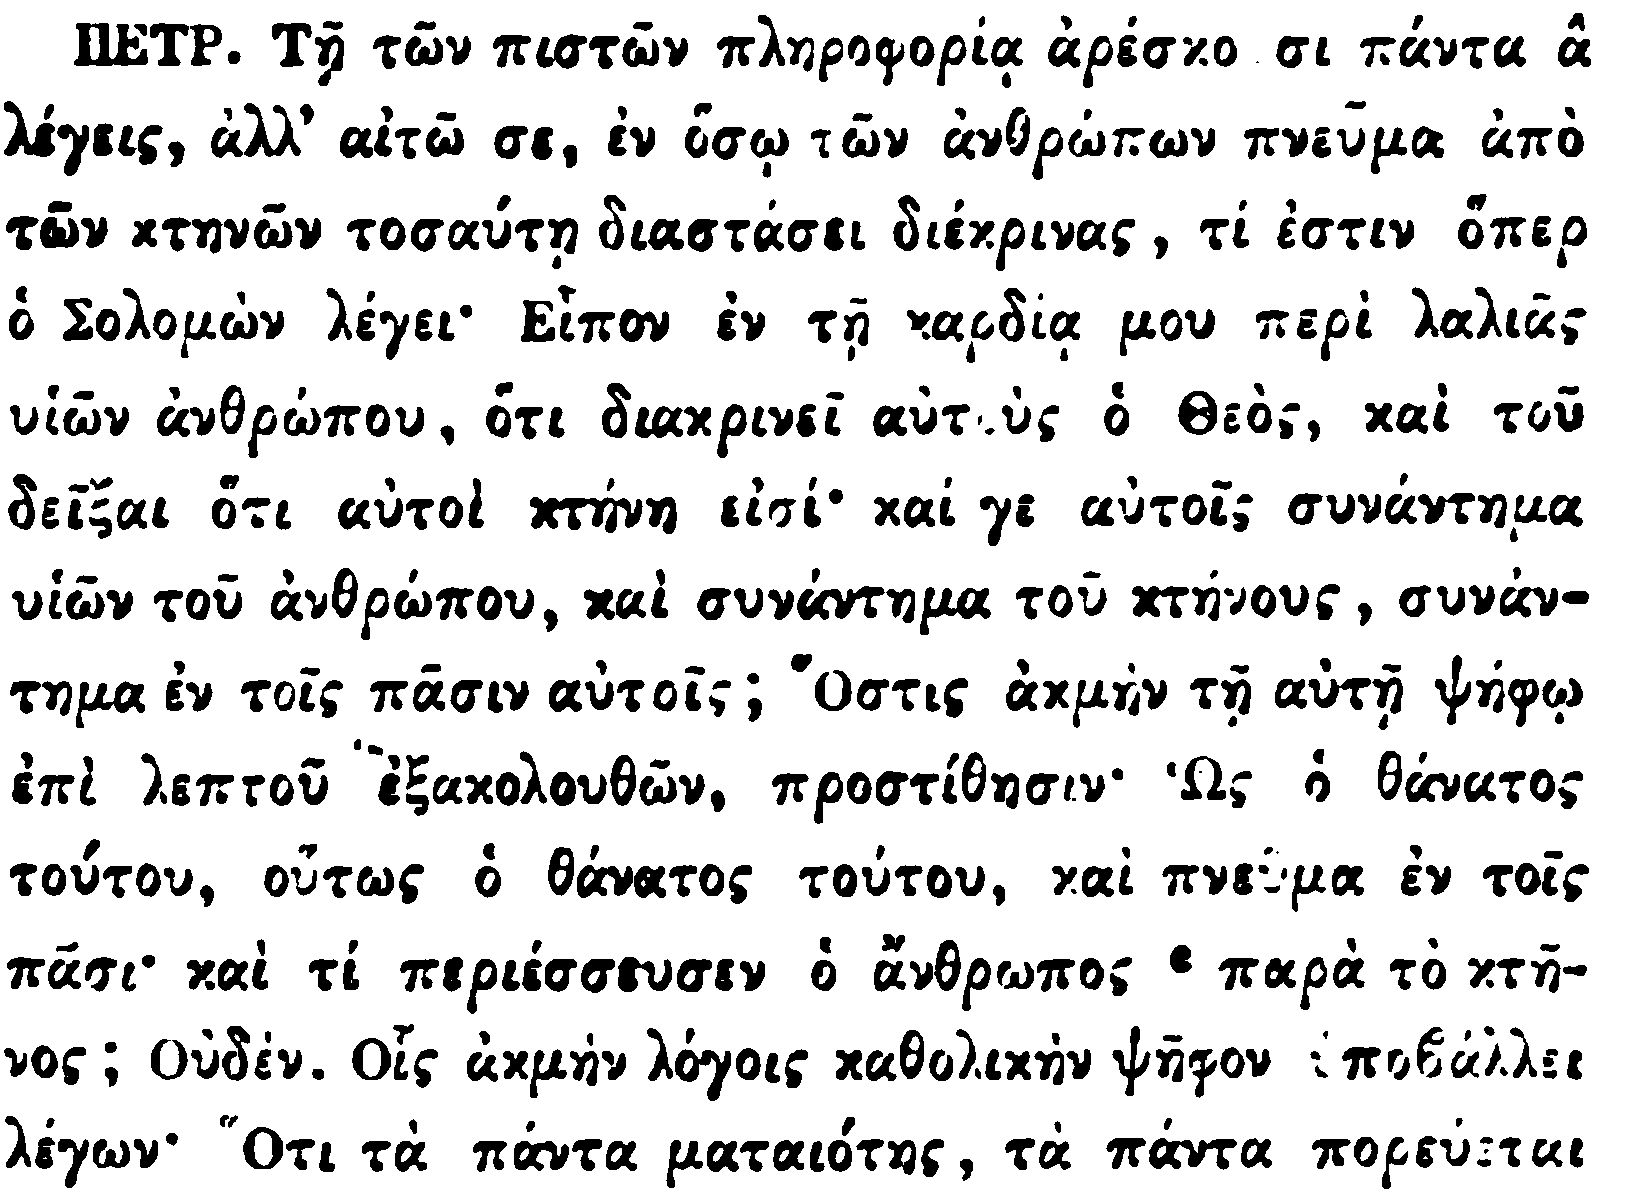 ΠΕΤΡ. Τῇ τῶν πιστῶν πληροφορίᾳ ἀρέσκο σι πάντα ἃ
λέγεις, ἀλλ' αἰτῶ σε, ἐν ὅσῳ τῶν ἀνθρώπων πνεῦμα ἀπὸ
τῶν κτηνῶν τοσαύτῃ διαστάσει διέκρινας, τί ἐστιν ὅπερ
ὁ Σολομὼν λέγει· Εἶπον ἐν τῇ καρδίᾳ μου περὶ λαλιᾶς
υἱῶν ἀνθρώπου, ὅτι διακρινεῖ αὐτοὺς ὁ Θεὸς, καὶ τοῦ
δεῖξαι ὅτι αὐτοὶ κτήνη εἰσί· καί γε αὐτοῖς συνάντημα
υἱῶν τοῦ ἀνθρώπου, καὶ συνάντημα τοῦ κτήνους, συνάν-
τημα ἐν τοῖς πᾶσιν αὐτοῖς; Ὅστις ἀκμὴν τῇ αὐτῇ ψήφῳ
ἐπὶ λεπτοῦ ἐξακολουθῶν, προστίθησιν· Ὡς ὁ θάνατος
τούτου, οὕτως ὁ θάνατος τούτου, καὶ πνεῦμα ἐν τοῖς
πᾶσι· καὶ τί περιέσσευσεν ὁ ἄνθρωπος παρὰ τὸ κτῆ-
νος; Οὐδέν. Οἷς ἀκμὴν λόγοις καθολικὴν ψῆφον ὑποβάλλει
λέγων· Ὅτι τὰ πάντα ματαιότης, τὰ πάντα πορεύεται